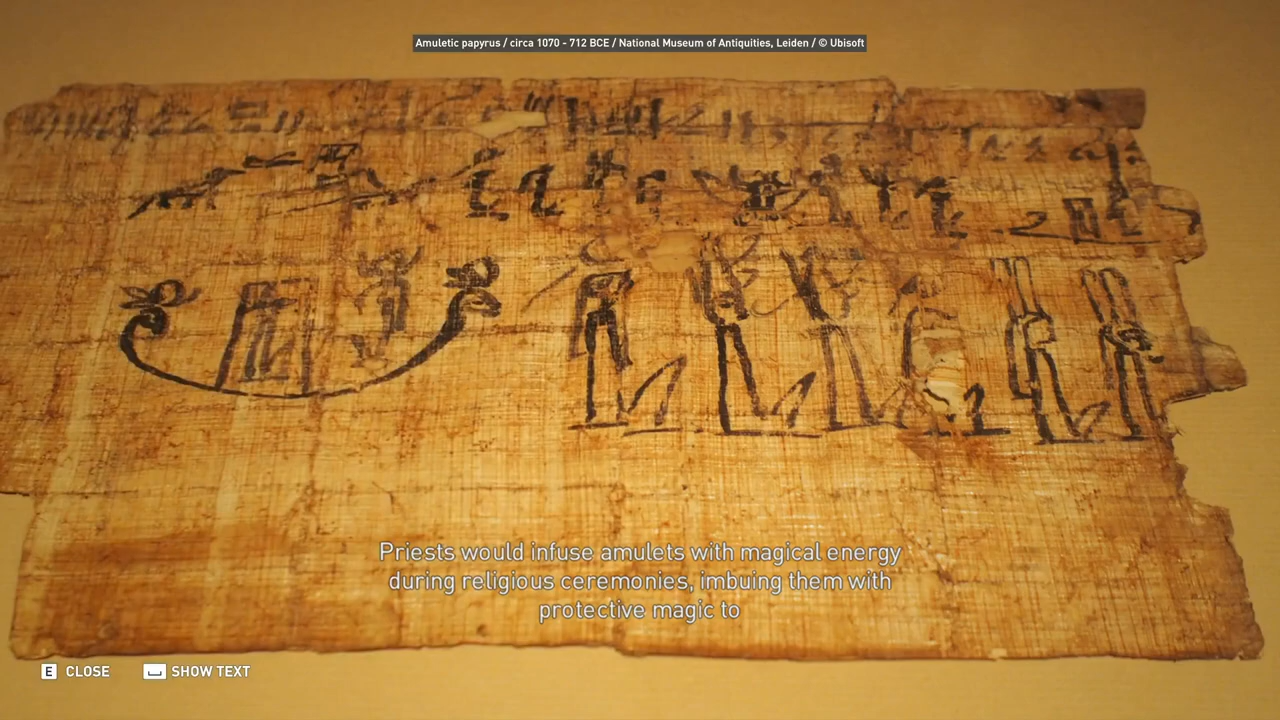 Amuletic papyrus / circa 1070 - 712 BCE / National Museum of Antiquities, Leiden / © Ubisoft
Priests would infuse amulets with magical energy
during religious ceremonies, imbuing them with
protective magic to
E CLOSE
SHOW TEXT